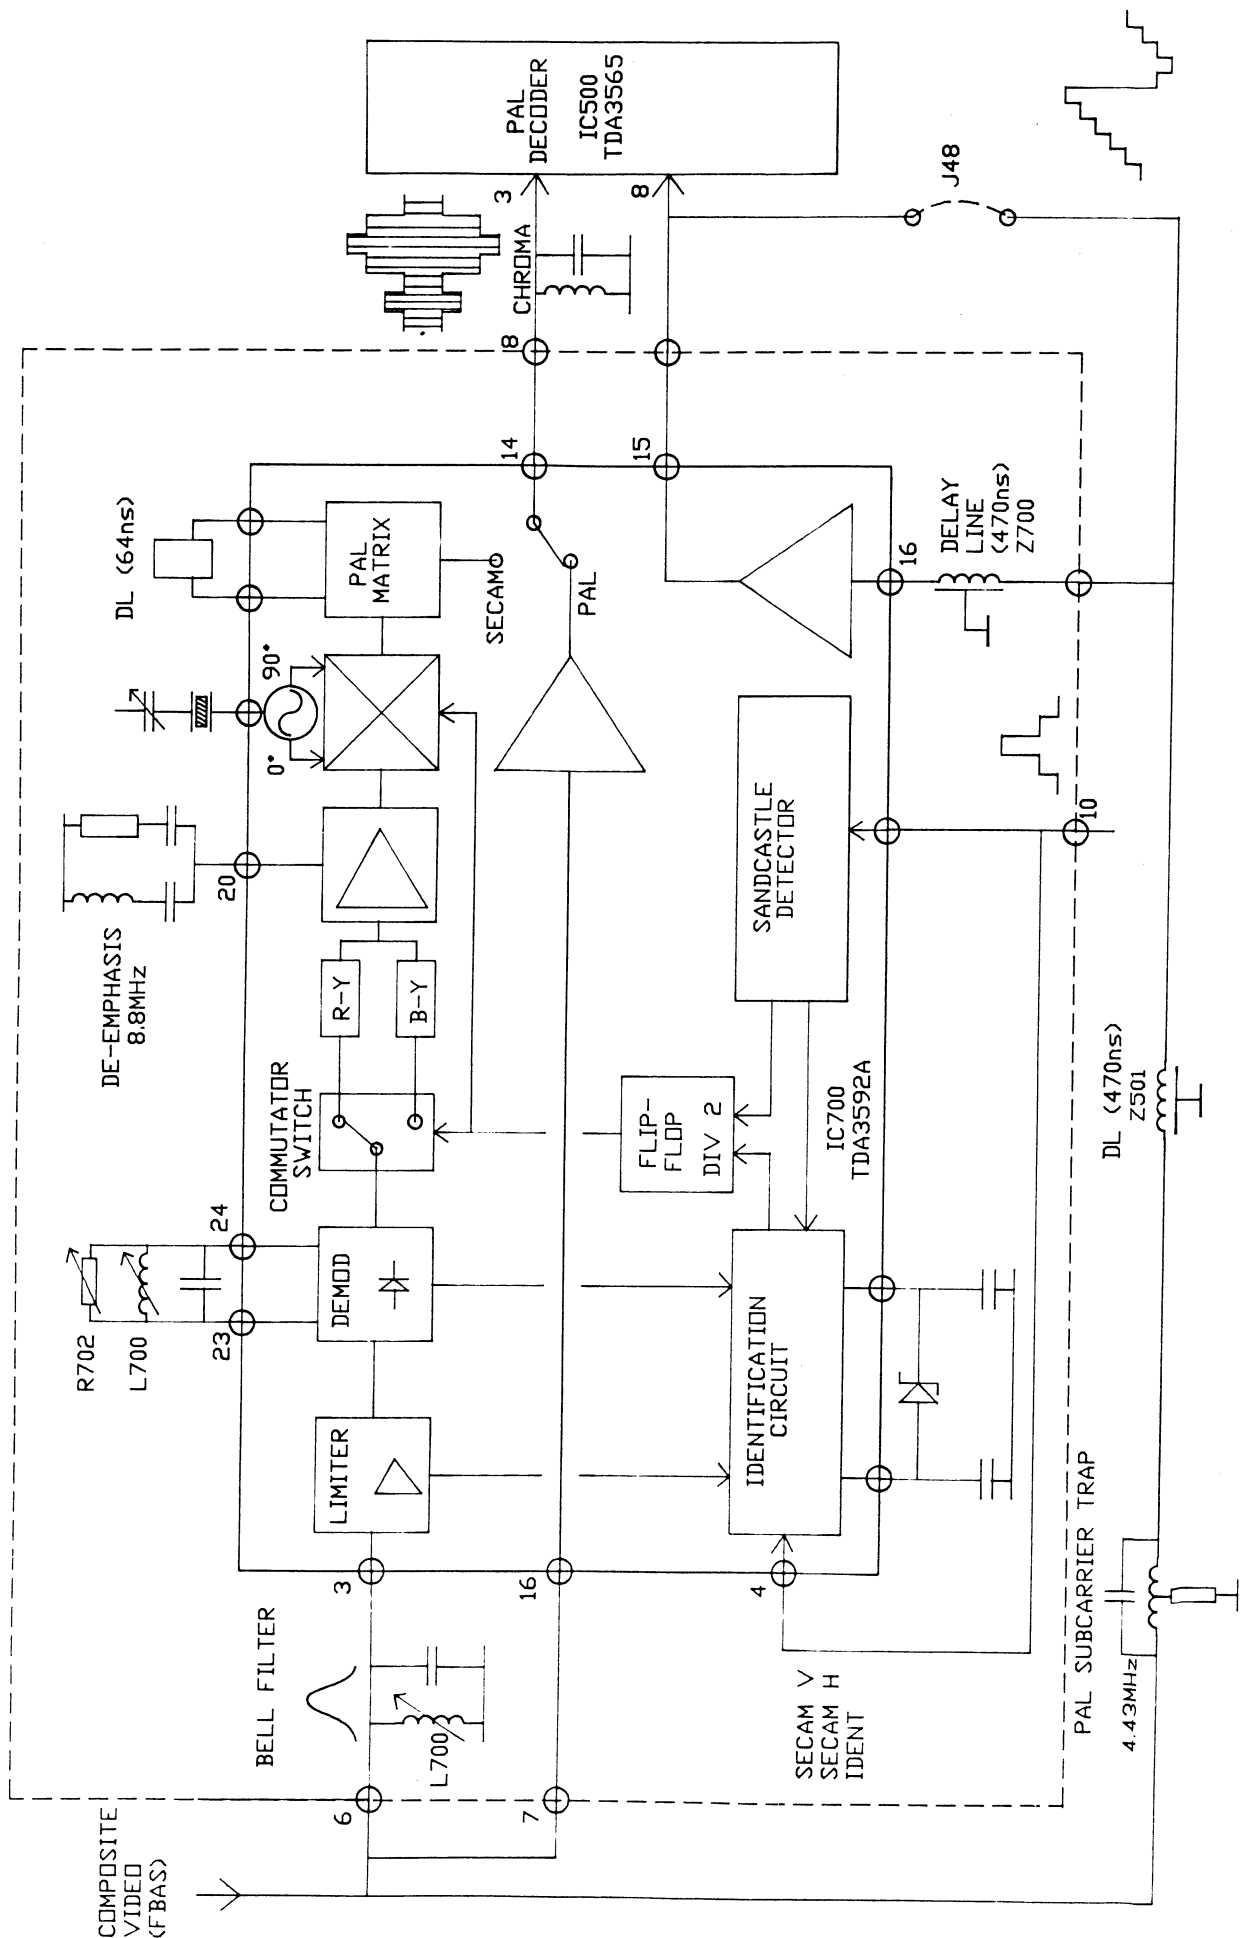 COMPOSITE
VIDEO
(FBAS)
6
7
BELL FILTER
L700
3
16
4
SECAM V
SECAM H
IDENT
PAL SUBCARRIER TRAP
4.43MHz
R702
L700
23
24
LIMITER
DEMOD
COMMUTATOR
SWITCH
R-Y
B-Y
DE-EMPHASIS
8.8MHz
20
0°
90°
DL (64ns)
PAL
MATRIX
SECAM
PAL
IDENTIFICATION
CIRCUIT
FLIP-
FLOP
DIV 2
IC700
TDA3592A
SANDCASTLE
DETECTOR
10
DL (470ns)
Z501
16
DELAY
LINE
(470ns)
Z700
14
15
8
CHROMA
3
8
PAL
DECODER
IC500
TDA3565
J48